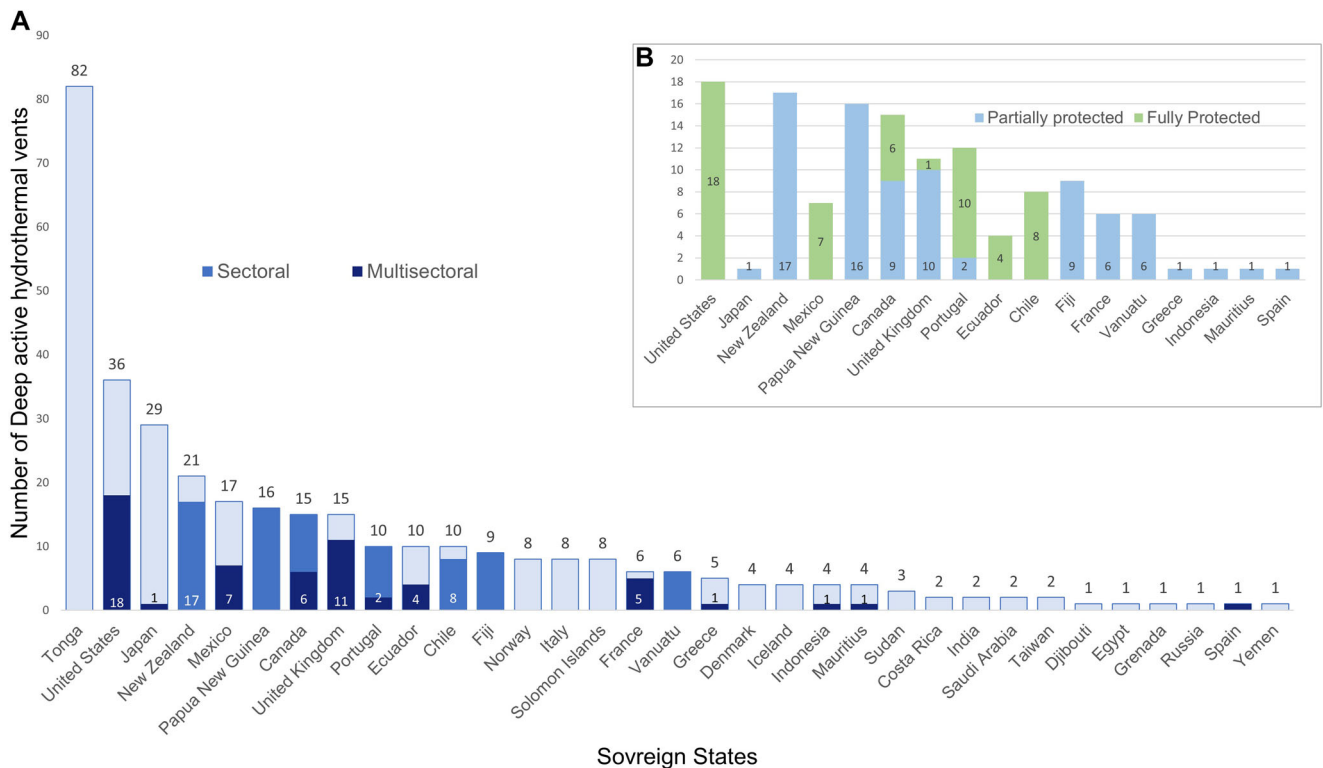 A
Number of Deep active hydrothermal vents
90
80
70
60
50
40
30
20
10
0
82
36
29
21
17
16
15
15
10
10
10
9
8
8
8
6
6
5
4
4
4
4
3
2
2
2
2
1
1
1
1
1
1
18
1
17
7
6
11
2
4
8
5
1
1
1
Sectoral
Multisectoral
Tonga
United States
Japan
New Zealand
Mexico
Papua New Guinea
Canada
United Kingdom
Portugal
Ecuador
Chile
Fiji
Norway
Italy
Solomon Islands
France
Vanuatu
Greece
Denmark
Iceland
Indonesia
Mauritius
Sudan
Costa Rica
India
Saudi Arabia
Taiwan
Djibouti
Egypt
Grenada
Russia
Spain
Yemen
Sovreign States
B
20
18
16
14
12
10
8
6
4
2
0
Partially protected
Fully Protected
18
1
17
7
16
6
9
1
10
10
2
4
8
9
6
6
1
1
1
1
United States
Japan
New Zealand
Mexico
Papua New Guinea
Canada
United Kingdom
Portugal
Ecuador
Chile
Fiji
France
Vanuatu
Greece
Indonesia
Mauritius
Spain